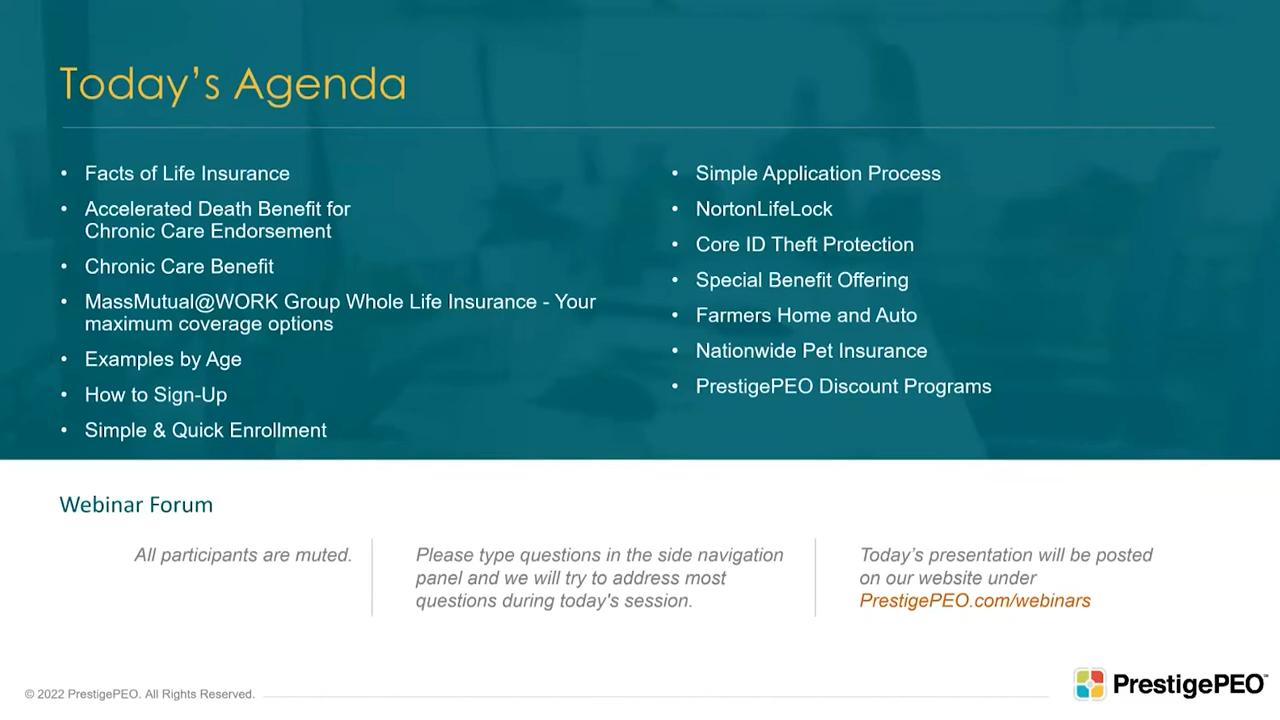 Today’s Agenda
• Facts of Life Insurance
• Accelerated Death Benefit for
Chronic Care Endorsement
• Chronic Care Benefit
• MassMutual@WORK Group Whole Life Insurance - Your
maximum coverage options
• Examples by Age
• How to Sign-Up
• Simple & Quick Enrollment
• Simple Application Process
• NortonLifeLock
• Core ID Theft Protection
• Special Benefit Offering
• Farmers Home and Auto
• Nationwide Pet Insurance
• PrestigePEO Discount Programs
Webinar Forum
All participants are muted.
Please type questions in the side navigation
panel and we will try to address most
questions during today's session.
Today’s presentation will be posted
on our website under
PrestigePEO.com/webinars
© 2022 PrestigePEO. All Rights Reserved.
PrestigePEO™